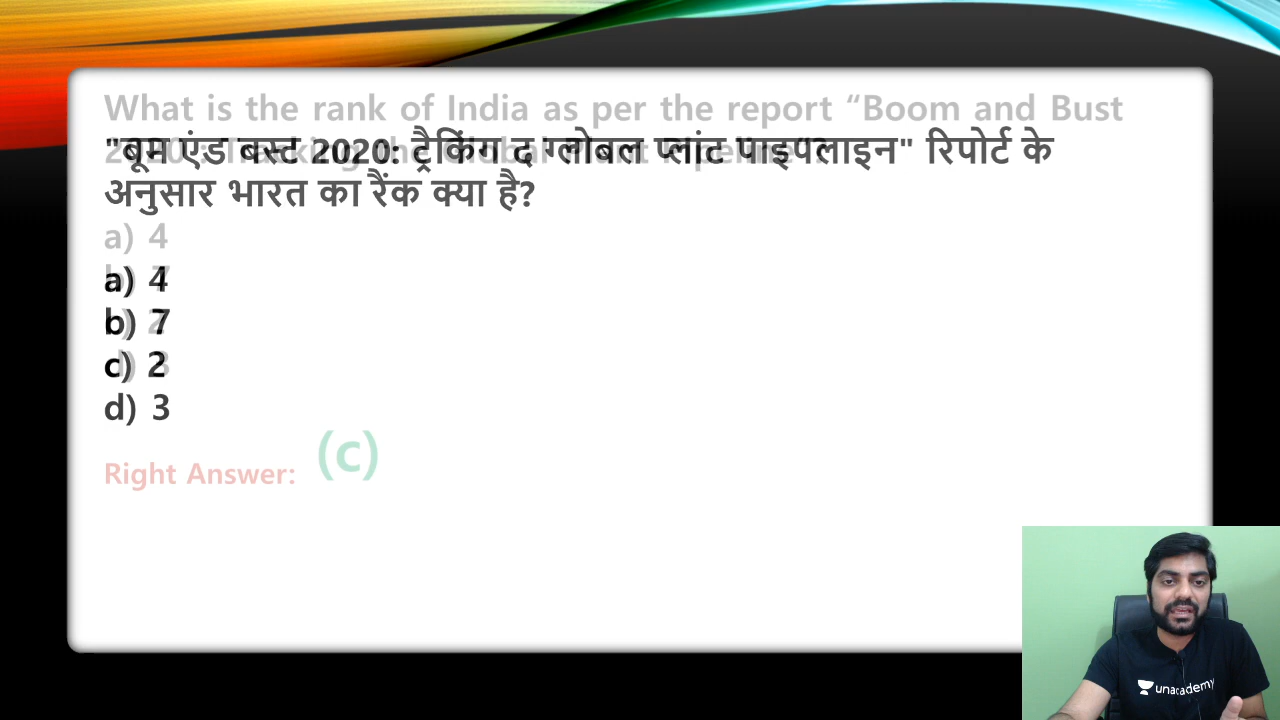 What is the rank of India as per the report “Boom and Bust
"बूम एंड बस्ट 2020: ट्रैकिंग द ग्लोबल प्लांट पाइपलाइन" रिपोर्ट के
अनुसार भारत का रैंक क्या है?
a) 4
a) 4
b) 7
c) 2
d) 3
Right Answer: (c)
unacademy